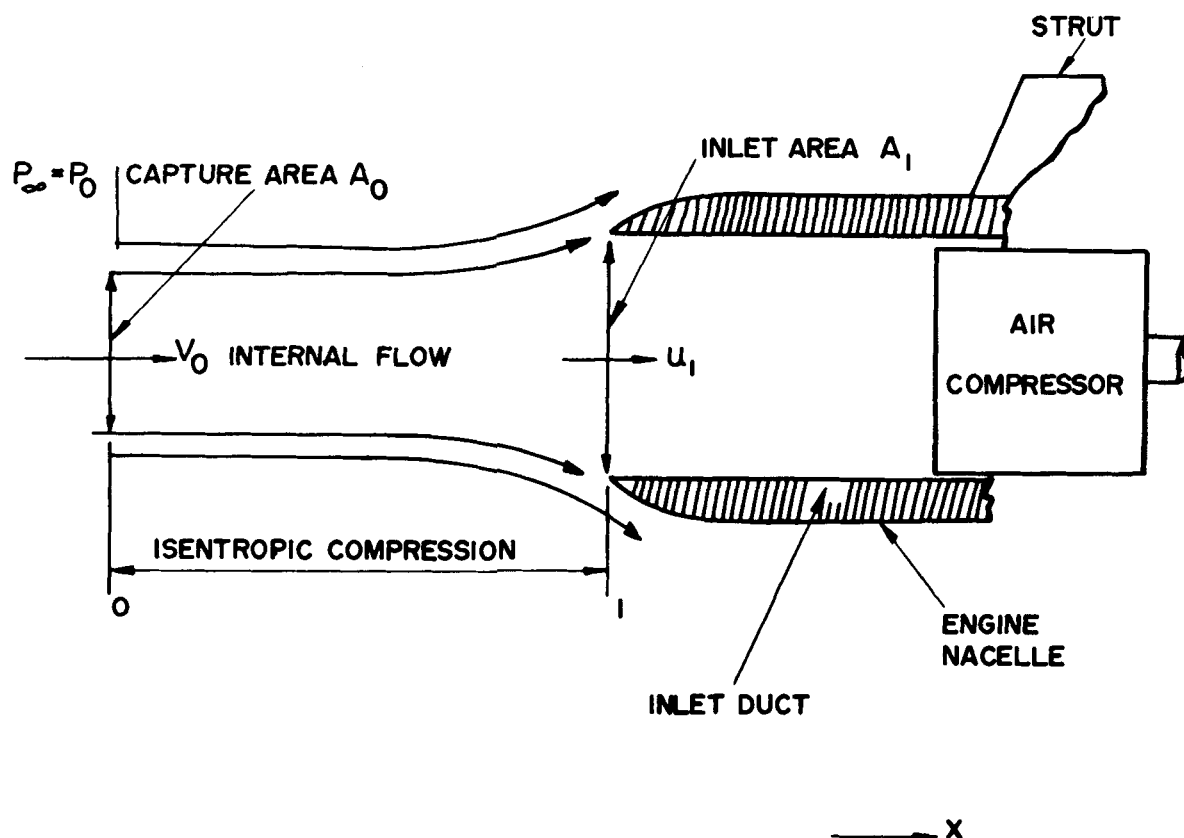 STRUT
INLET AREA A₁
P∞ = P₀
CAPTURE AREA A₀
V₀ INTERNAL FLOW
u₁
AIR
COMPRESSOR
ISENTROPIC COMPRESSION
0
1
ENGINE
NACELLE
INLET DUCT
X